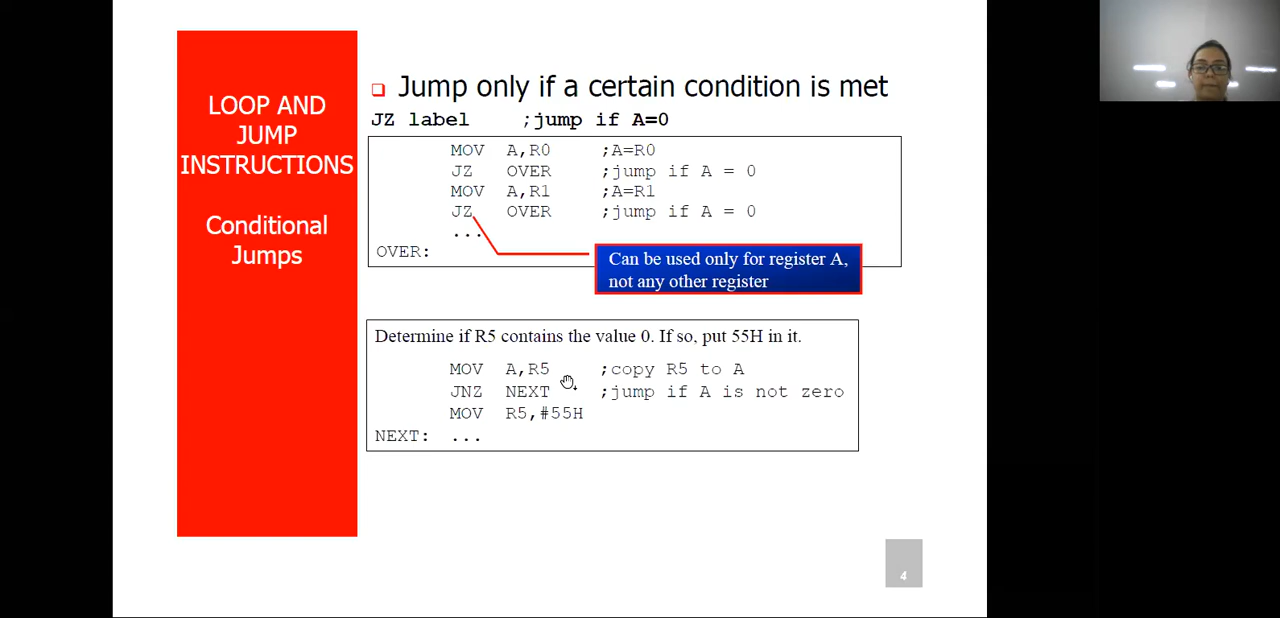 LOOP AND
JUMP
INSTRUCTIONS
Conditional
Jumps
❑ Jump only if a certain condition is met
JZ label ;jump if A=0
MOV A,R0 ;A=R0
JZ OVER ;jump if A = 0
MOV A,R1 ;A=R1
JZ OVER ;jump if A = 0
...
OVER:
Can be used only for register A,
not any other register
Determine if R5 contains the value 0. If so, put 55H in it.
MOV A,R5 ;copy R5 to A
JNZ NEXT ;jump if A is not zero
MOV R5,#55H
NEXT: ...
4